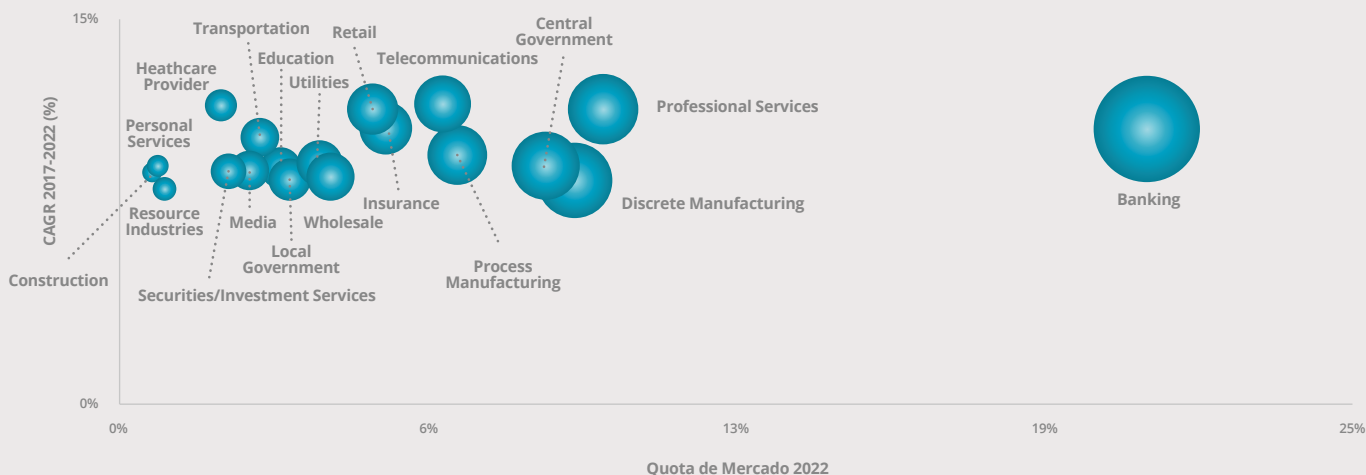 15%
CAGR 2017-2022 (%)
0%
Transportation
Retail
Central
Government
Education
Telecommunications
Heathcare
Provider
Utilities
Professional Services
Personal
Services
Banking
Insurance
Discrete Manufacturing
Resource
Industries
Media
Wholesale
Local
Government
Process
Manufacturing
Construction
Securities/Investment Services
0%
6%
13%
19%
25%
Quota de Mercado 2022